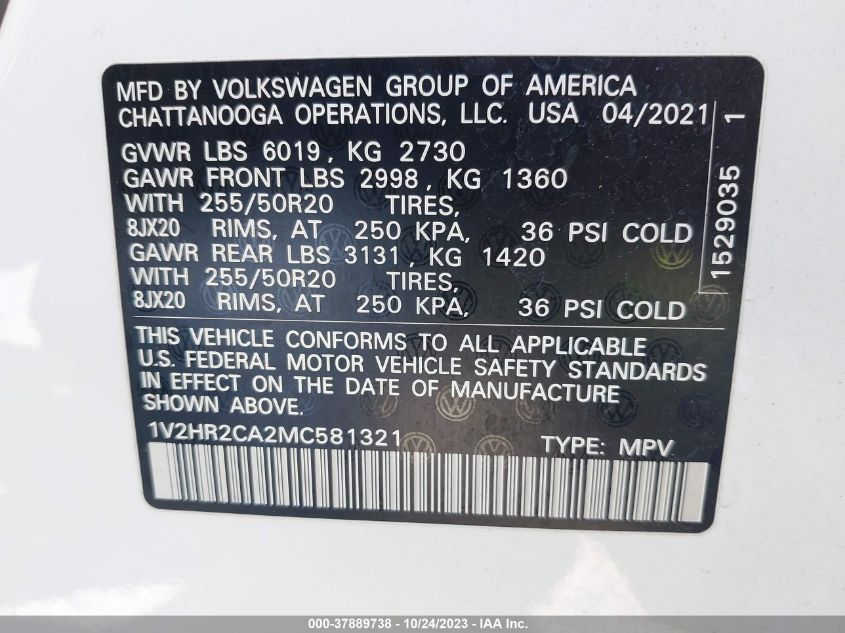 MFD BY VOLKSWAGEN GROUP OF AMERICA
CHATTANOOGA OPERATIONS, LLC. USA 04/2021
GVWR LBS 6019, KG 2730
GAWR FRONT LBS 2998, KG 1360
WITH 255/50R20 TIRES,
8JX20 RIMS, AT 250 KPA, 36 PSI COLD
GAWR REAR LBS 3131, KG 1420
WITH 255/50R20 TIRES,
8JX20 RIMS, AT 250 KPA, 36 PSI COLD
1529035 1
THIS VEHICLE CONFORMS TO ALL APPLICABLE
U.S. FEDERAL MOTOR VEHICLE SAFETY STANDARDS
IN EFFECT ON THE DATE OF MANUFACTURE
SHOWN ABOVE.
1V2HR2CA2MC581321 TYPE: MPV
000-37889738 - 10/24/2023 - IAA Inc.